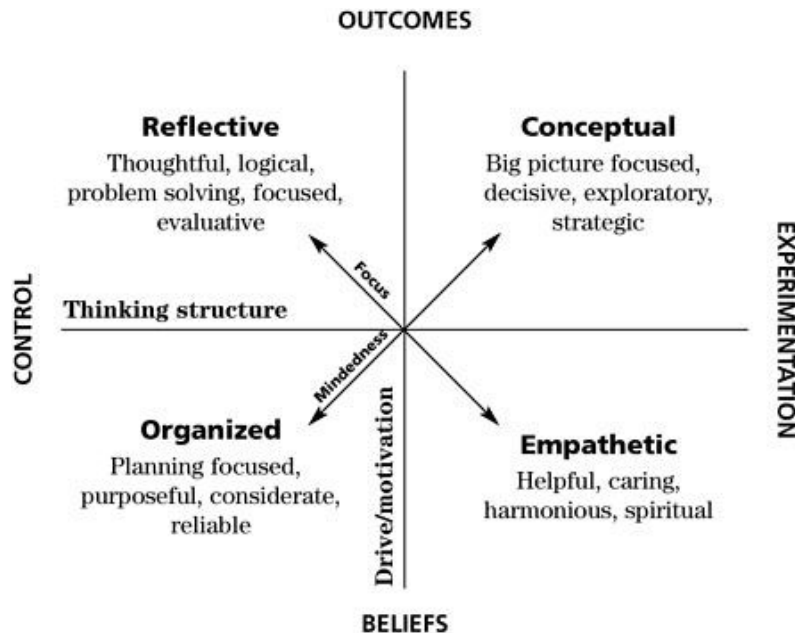 OUTCOMES
Reflective
Thoughtful, logical,
problem solving, focused,
evaluative
Conceptual
Big picture focused,
decisive, exploratory,
strategic
CONTROL
Thinking structure
Focus
Mindedness
EXPERIMENTATION
Organized
Planning focused,
purposeful, considerate,
reliable
Drive/motivation
Empathetic
Helpful, caring,
harmonious, spiritual
BELIEFS